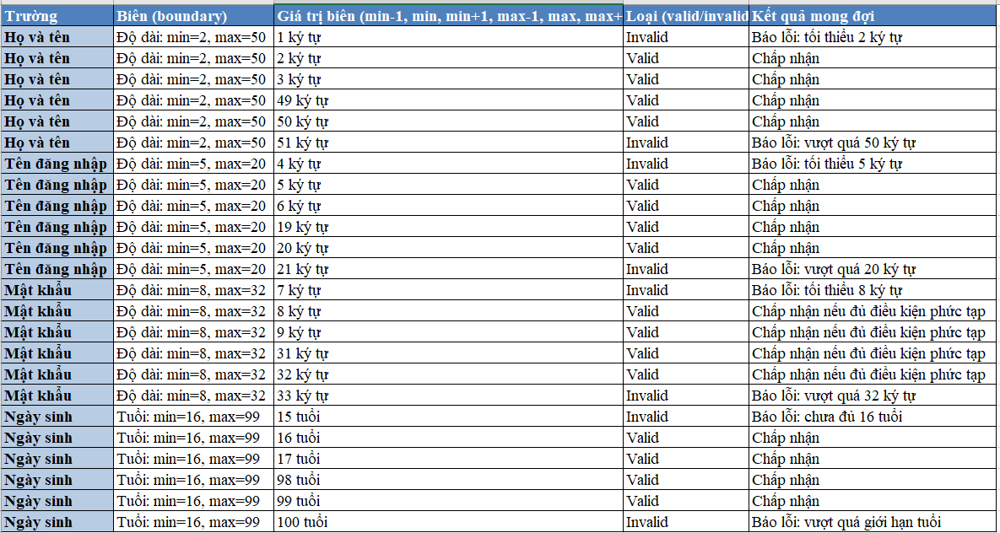 Trường Biên (boundary) Giá trị biên (min-1, min, min+1, max-1, max, max+ Loại (valid/invalid Kết quả mong đợi
Họ và tên Độ dài: min=2, max=50 1 ký tự Invalid Báo lỗi: tối thiểu 2 ký tự
Họ và tên Độ dài: min=2, max=50 2 ký tự Valid Chấp nhận
Họ và tên Độ dài: min=2, max=50 3 ký tự Valid Chấp nhận
Họ và tên Độ dài: min=2, max=50 49 ký tự Valid Chấp nhận
Họ và tên Độ dài: min=2, max=50 50 ký tự Valid Chấp nhận
Họ và tên Độ dài: min=2, max=50 51 ký tự Invalid Báo lỗi: vượt quá 50 ký tự
Tên đăng nhập Độ dài: min=5, max=20 4 ký tự Invalid Báo lỗi: tối thiểu 5 ký tự
Tên đăng nhập Độ dài: min=5, max=20 5 ký tự Valid Chấp nhận
Tên đăng nhập Độ dài: min=5, max=20 6 ký tự Valid Chấp nhận
Tên đăng nhập Độ dài: min=5, max=20 19 ký tự Valid Chấp nhận
Tên đăng nhập Độ dài: min=5, max=20 20 ký tự Valid Chấp nhận
Tên đăng nhập Độ dài: min=5, max=20 21 ký tự Invalid Báo lỗi: vượt quá 20 ký tự
Mật khẩu Độ dài: min=8, max=32 7 ký tự Invalid Báo lỗi: tối thiểu 8 ký tự
Mật khẩu Độ dài: min=8, max=32 8 ký tự Valid Chấp nhận nếu đủ điều kiện phức tạp
Mật khẩu Độ dài: min=8, max=32 9 ký tự Valid Chấp nhận nếu đủ điều kiện phức tạp
Mật khẩu Độ dài: min=8, max=32 31 ký tự Valid Chấp nhận nếu đủ điều kiện phức tạp
Mật khẩu Độ dài: min=8, max=32 32 ký tự Valid Chấp nhận nếu đủ điều kiện phức tạp
Mật khẩu Độ dài: min=8, max=32 33 ký tự Invalid Báo lỗi: vượt quá 32 ký tự
Ngày sinh Tuổi: min=16, max=99 15 tuổi Invalid Báo lỗi: chưa đủ 16 tuổi
Ngày sinh Tuổi: min=16, max=99 16 tuổi Valid Chấp nhận
Ngày sinh Tuổi: min=16, max=99 17 tuổi Valid Chấp nhận
Ngày sinh Tuổi: min=16, max=99 98 tuổi Valid Chấp nhận
Ngày sinh Tuổi: min=16, max=99 99 tuổi Valid Chấp nhận
Ngày sinh Tuổi: min=16, max=99 100 tuổi Invalid Báo lỗi: vượt quá giới hạn tuổi